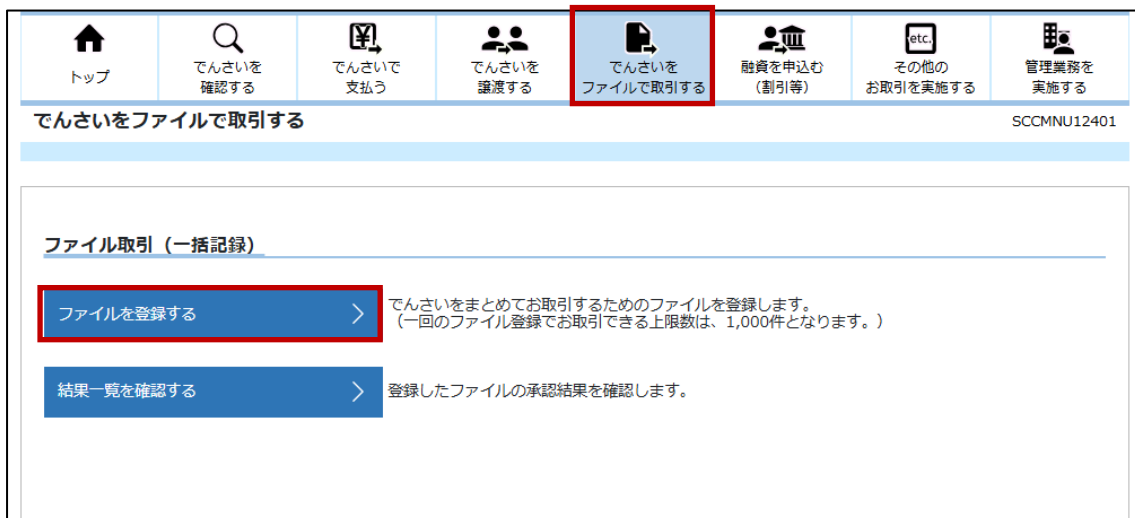 トップ
でんさいを
確認する
でんさいで
支払う
でんさいを
譲渡する
でんさいを
ファイルで取引する
融資を申込む
(割引等)
etc.
その他の
お取引を実施する
管理業務を
実施する
でんさいをファイルで取引する
SCCMNU12401
ファイル取引（一括記録）
ファイルを登録する
でんさいをまとめてお取引するためのファイルを登録します。
（一回のファイル登録でお取引できる上限数は、1,000件となります。）
結果一覧を確認する
登録したファイルの承認結果を確認します。